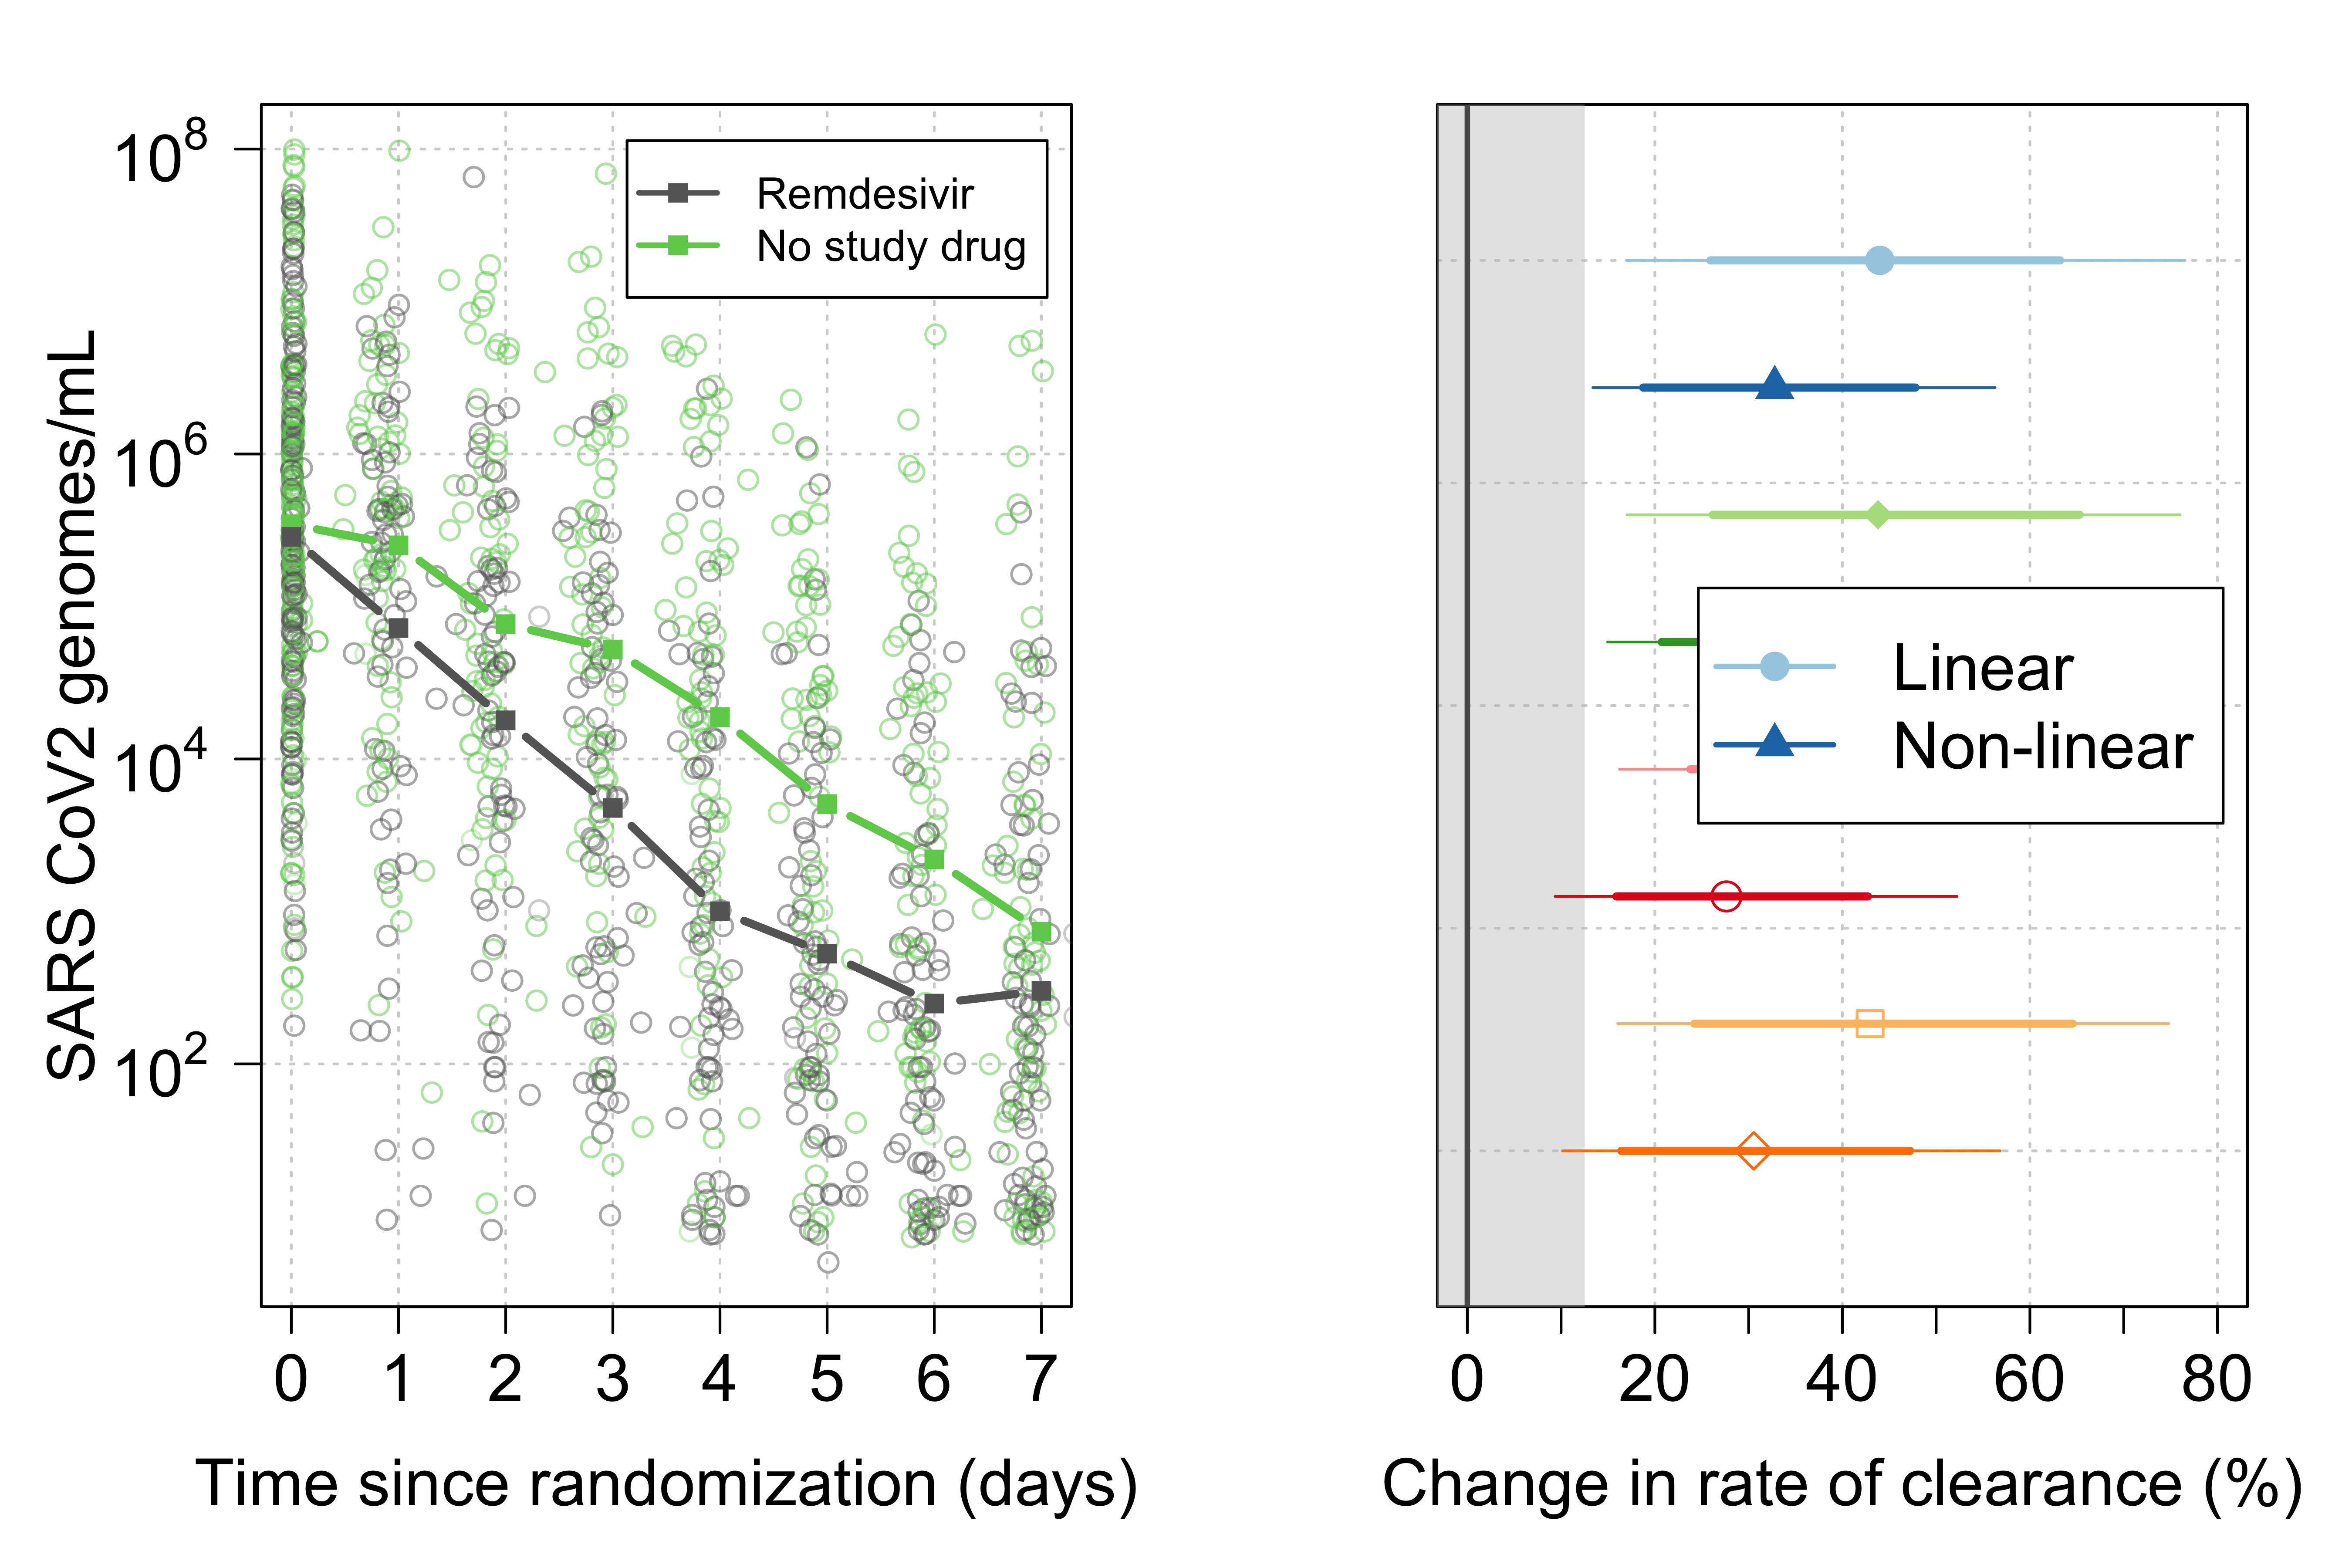 SARS CoV2 genomes/mL
10^8
10^6
10^4
10^2
Remdesivir
No study drug
0 1 2 3 4 5 6 7
Time since randomization (days)
Linear
Non-linear
0 20 40 60 80
Change in rate of clearance (%)